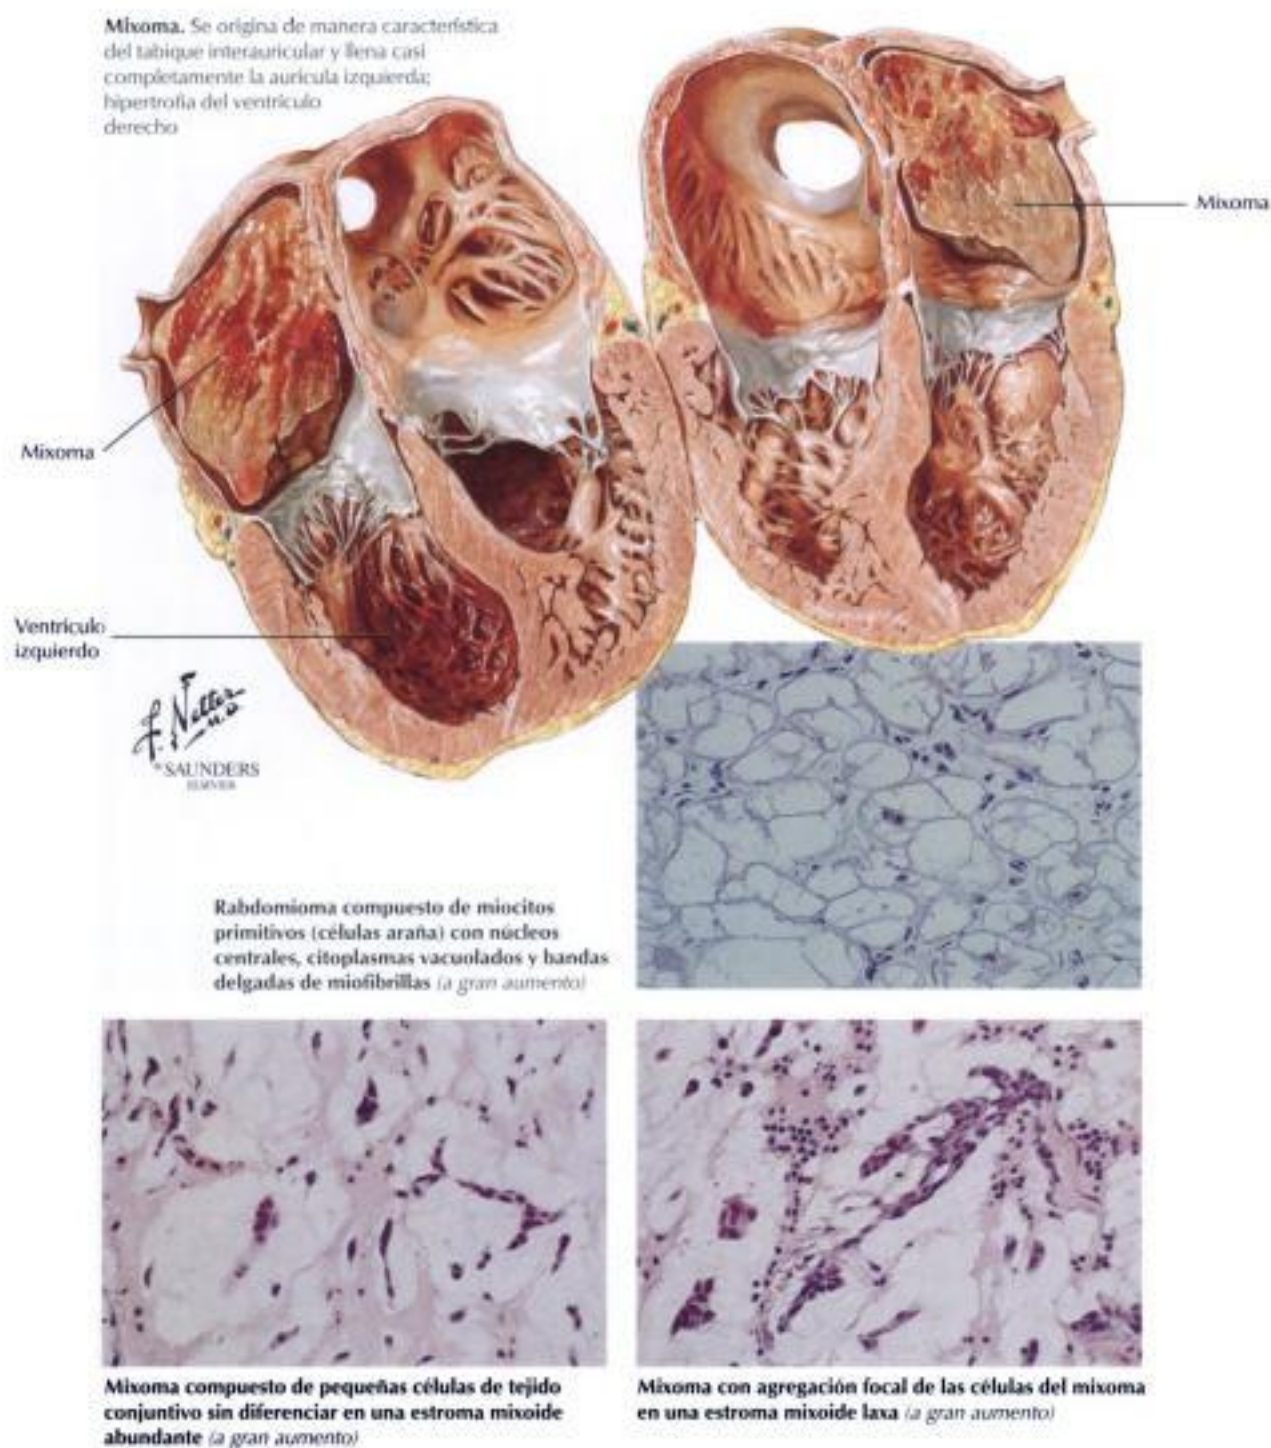 Mixoma. Se origina de manera característica
del tabique interauricular y llena casi
completamente la aurícula izquierda;
hipertrofia del ventrículo
derecho
Mixoma
Mixoma
Ventrículo
izquierdo
F. Netter
M.D.
SAUNDERS
ELSEVIER
Rabdomioma compuesto de miocitos
primitivos (células araña) con núcleos
centrales, citoplasmas vacuolados y bandas
delgadas de miofibrillas (a gran aumento)
Mixoma compuesto de pequeñas células de tejido
conjuntivo sin diferenciar en una estroma mixoide
abundante (a gran aumento)
Mixoma con agregación focal de las células del mixoma
en una estroma mixoide laxa (a gran aumento)